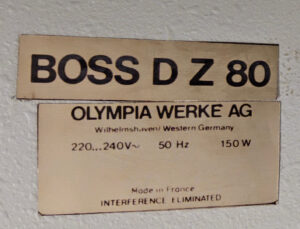 BOSS D Z 80
OLYMPIA WERKE AG
Wilhelmshaven/ Western Germany
220...240V~ 50 Hz 150 W
Made in France
INTERFERENCE ELIMINATED